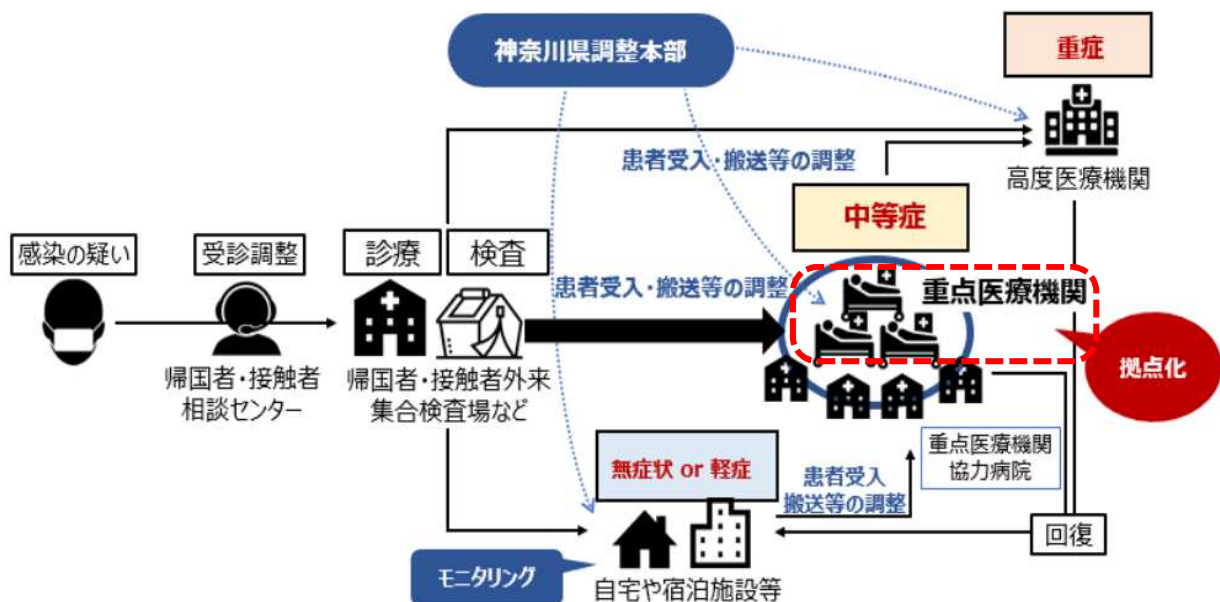 神奈川県調整本部
重症
患者受入・搬送等の調整
高度医療機関
中等症
感染の疑い
受診調整
診療
検査
患者受入・搬送等の調整
重点医療機関
拠点化
帰国者・接触者
相談センター
帰国者・接触者外来
集合検査場など
重点医療機関
協力病院
無症状 or 軽症
患者受入
搬送等の調整
回復
モニタリング
自宅や宿泊施設等